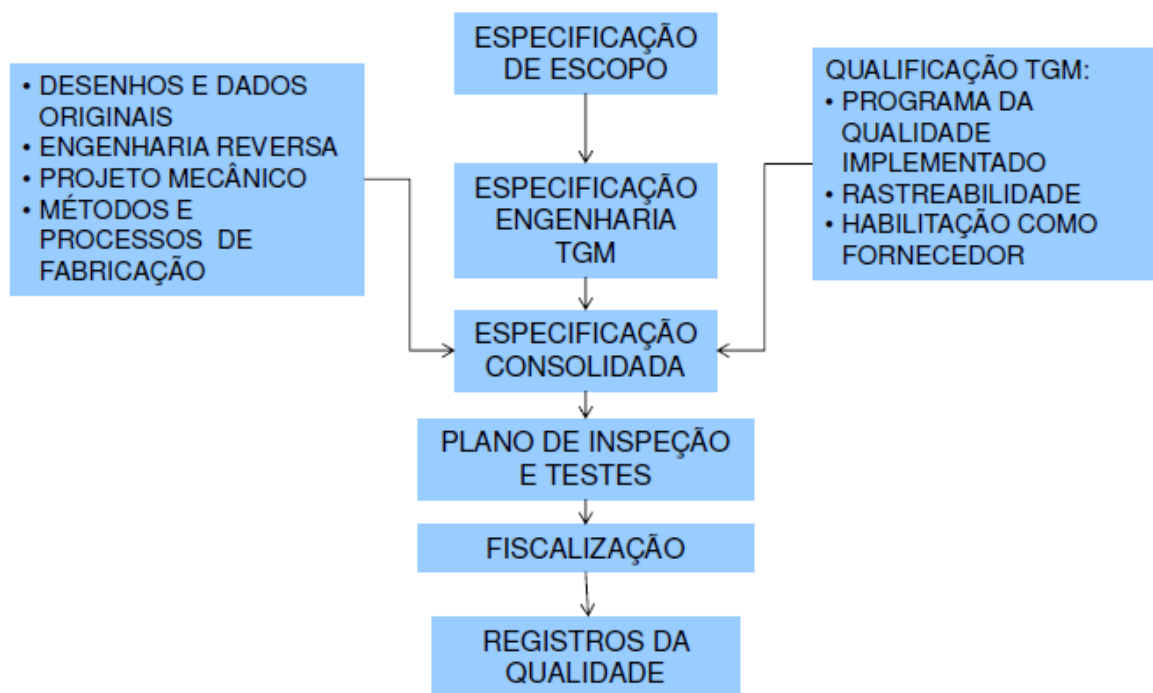 ESPECIFICAÇÃO
DE ESCOPO
• DESENHOS E DADOS
ORIGINAIS
• ENGENHARIA REVERSA
• PROJETO MECÂNICO
• MÉTODOS E
PROCESSOS DE
FABRICAÇÃO
QUALIFICAÇÃO TGM:
• PROGRAMA DA
QUALIDADE
IMPLEMENTADO
• RASTREABILIDADE
• HABILITAÇÃO COMO
FORNECEDOR
ESPECIFICAÇÃO
ENGENHARIA
TGM
ESPECIFICAÇÃO
CONSOLIDADA
PLANO DE INSPEÇÃO
E TESTES
FISCALIZAÇÃO
REGISTROS DA
QUALIDADE